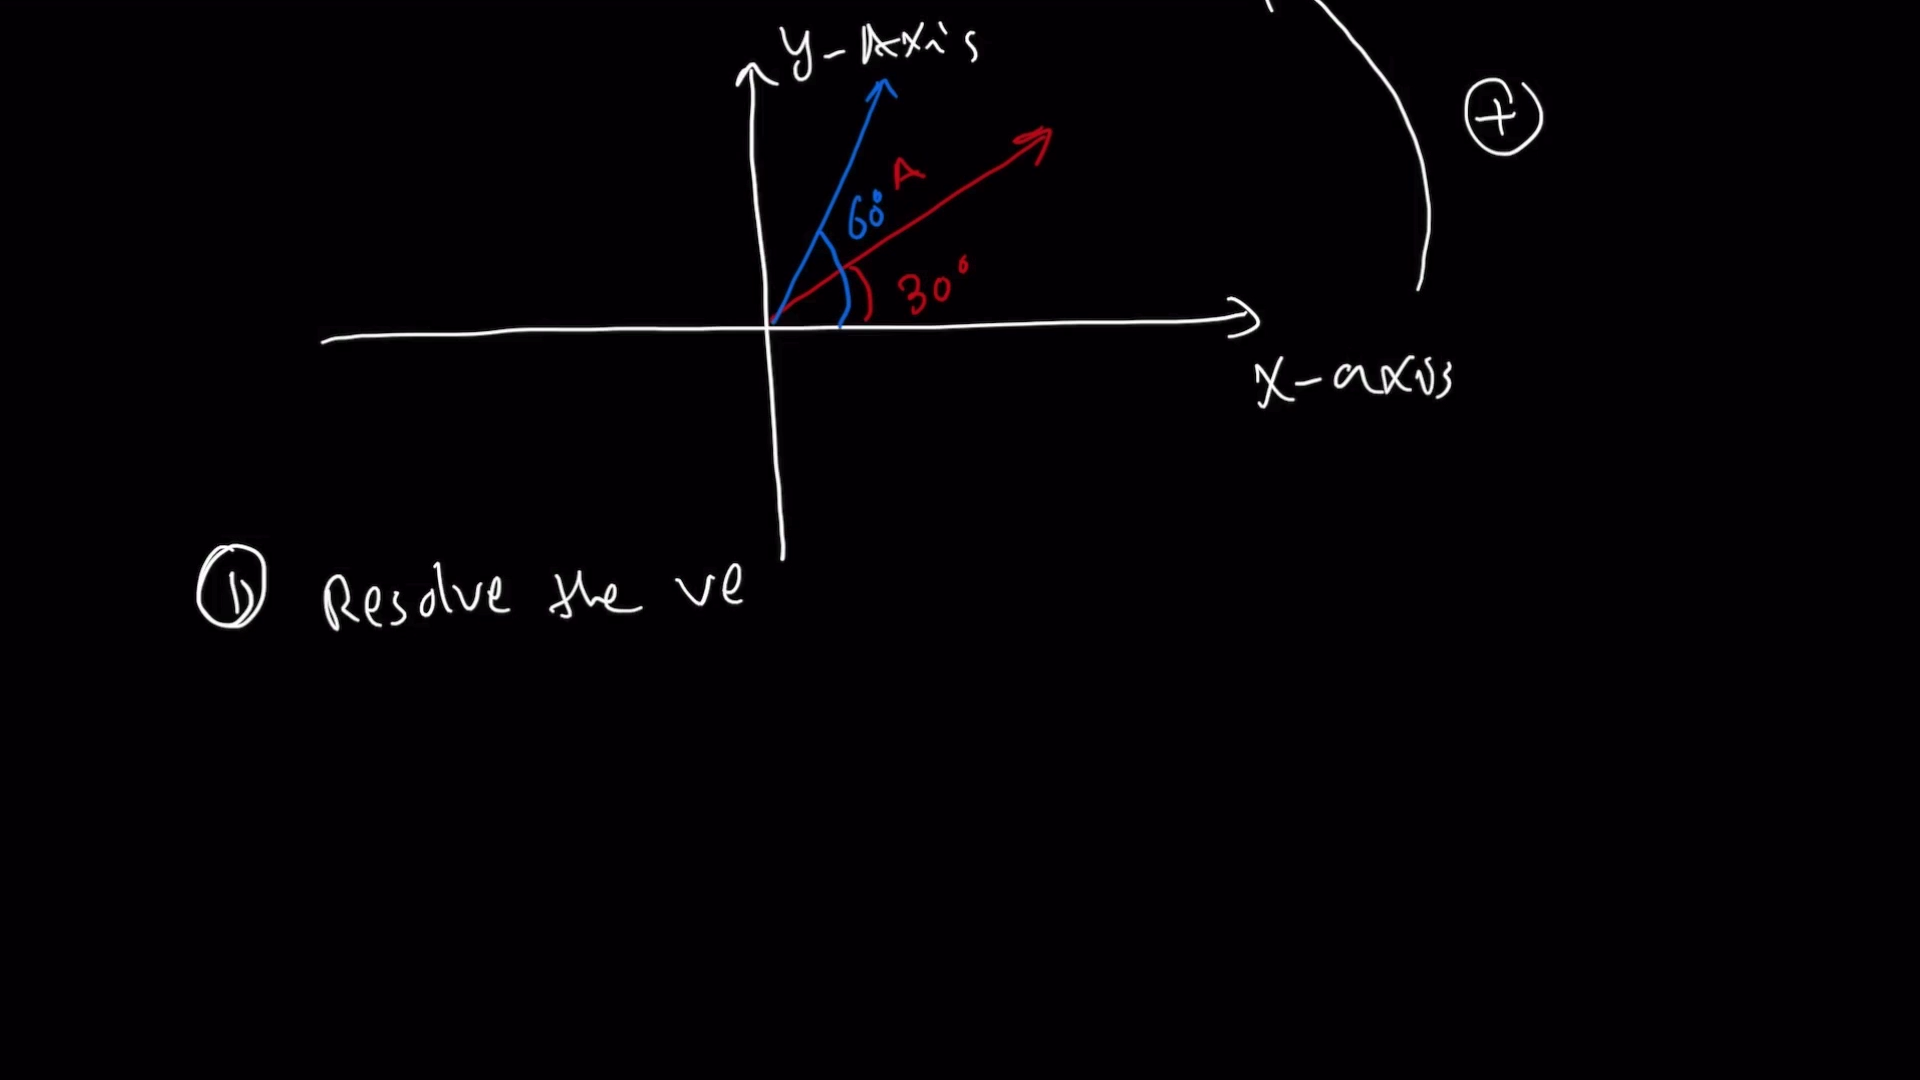 y-Axis
A
60°
30°
+
x-axis
1) Resolve the ve